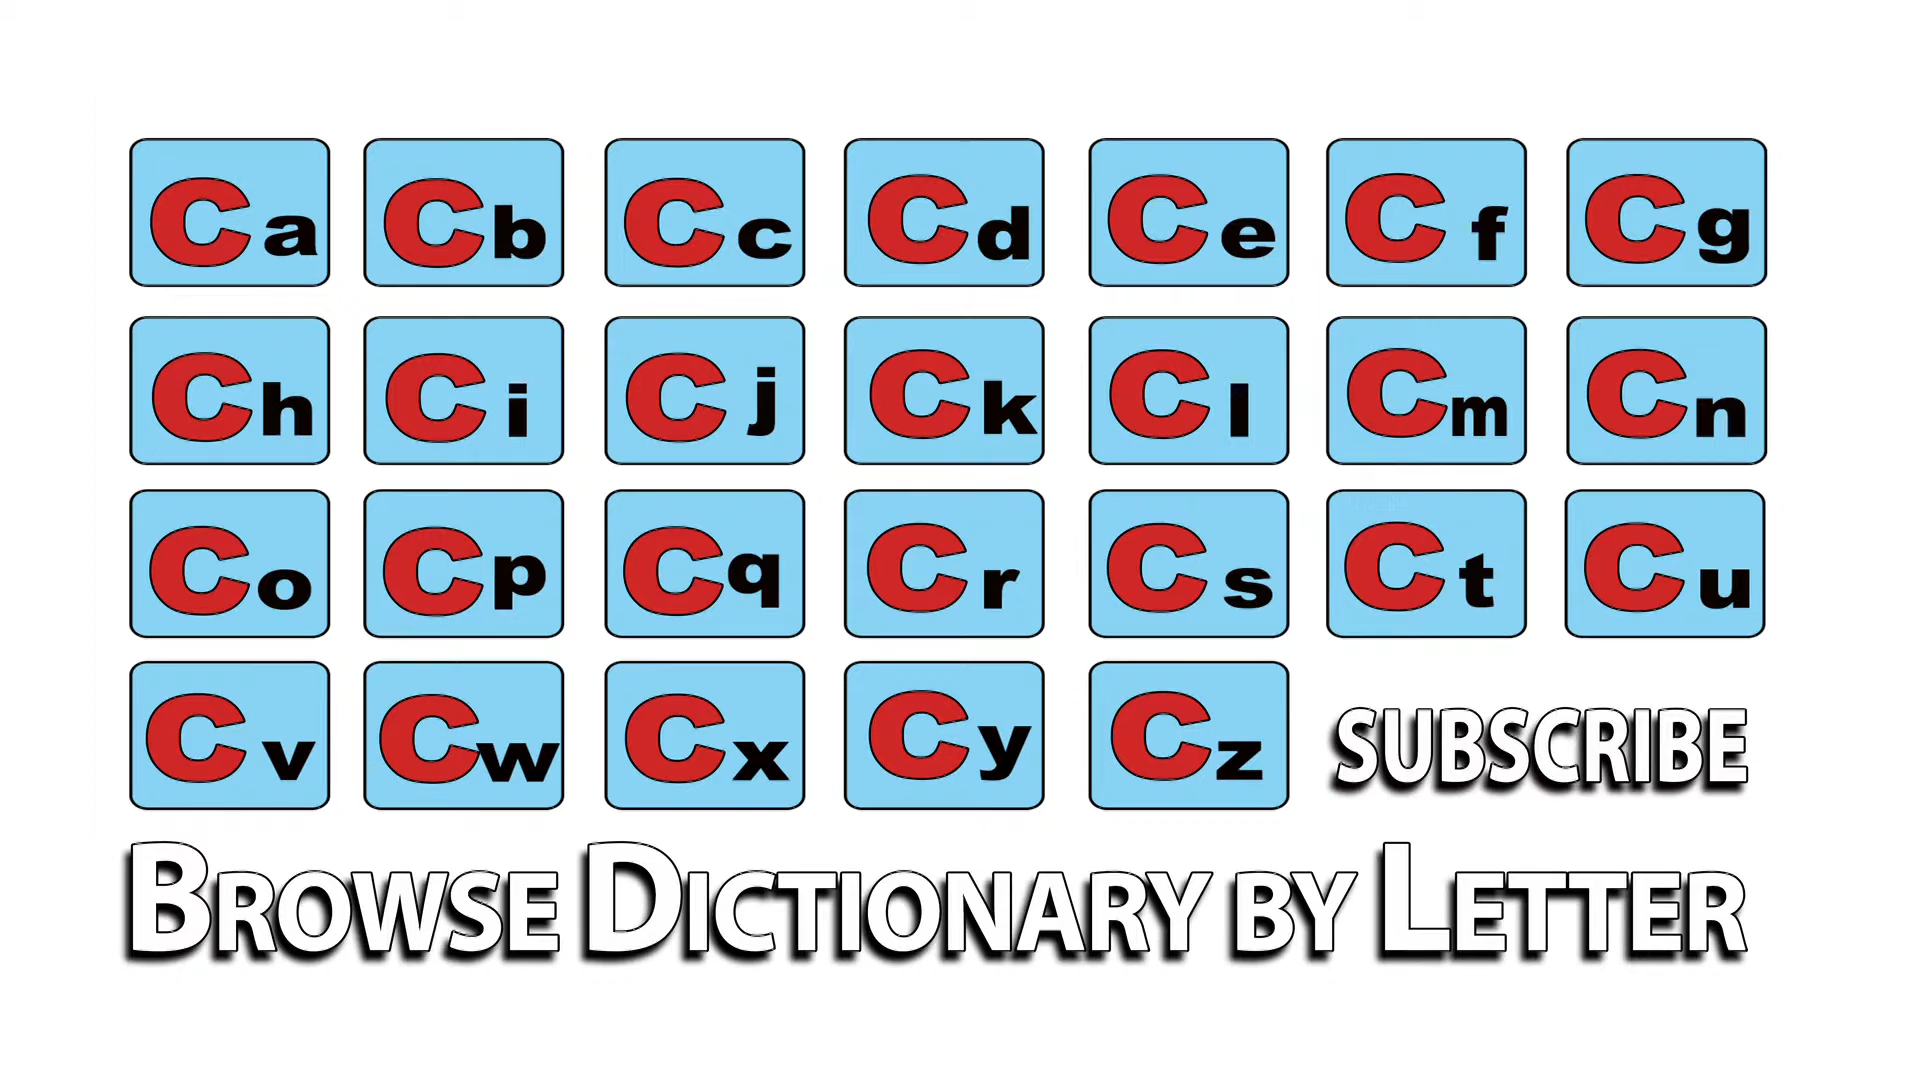 Ca Cb Cc Cd Ce Cf Cg
Ch Ci Cj Ck Cl Cm Cn
Co Cp Cq Cr Cs Ct Cu
Cv Cw Cx Cy Cz SUBSCRIBE
BROWSE DICTIONARY BY LETTER